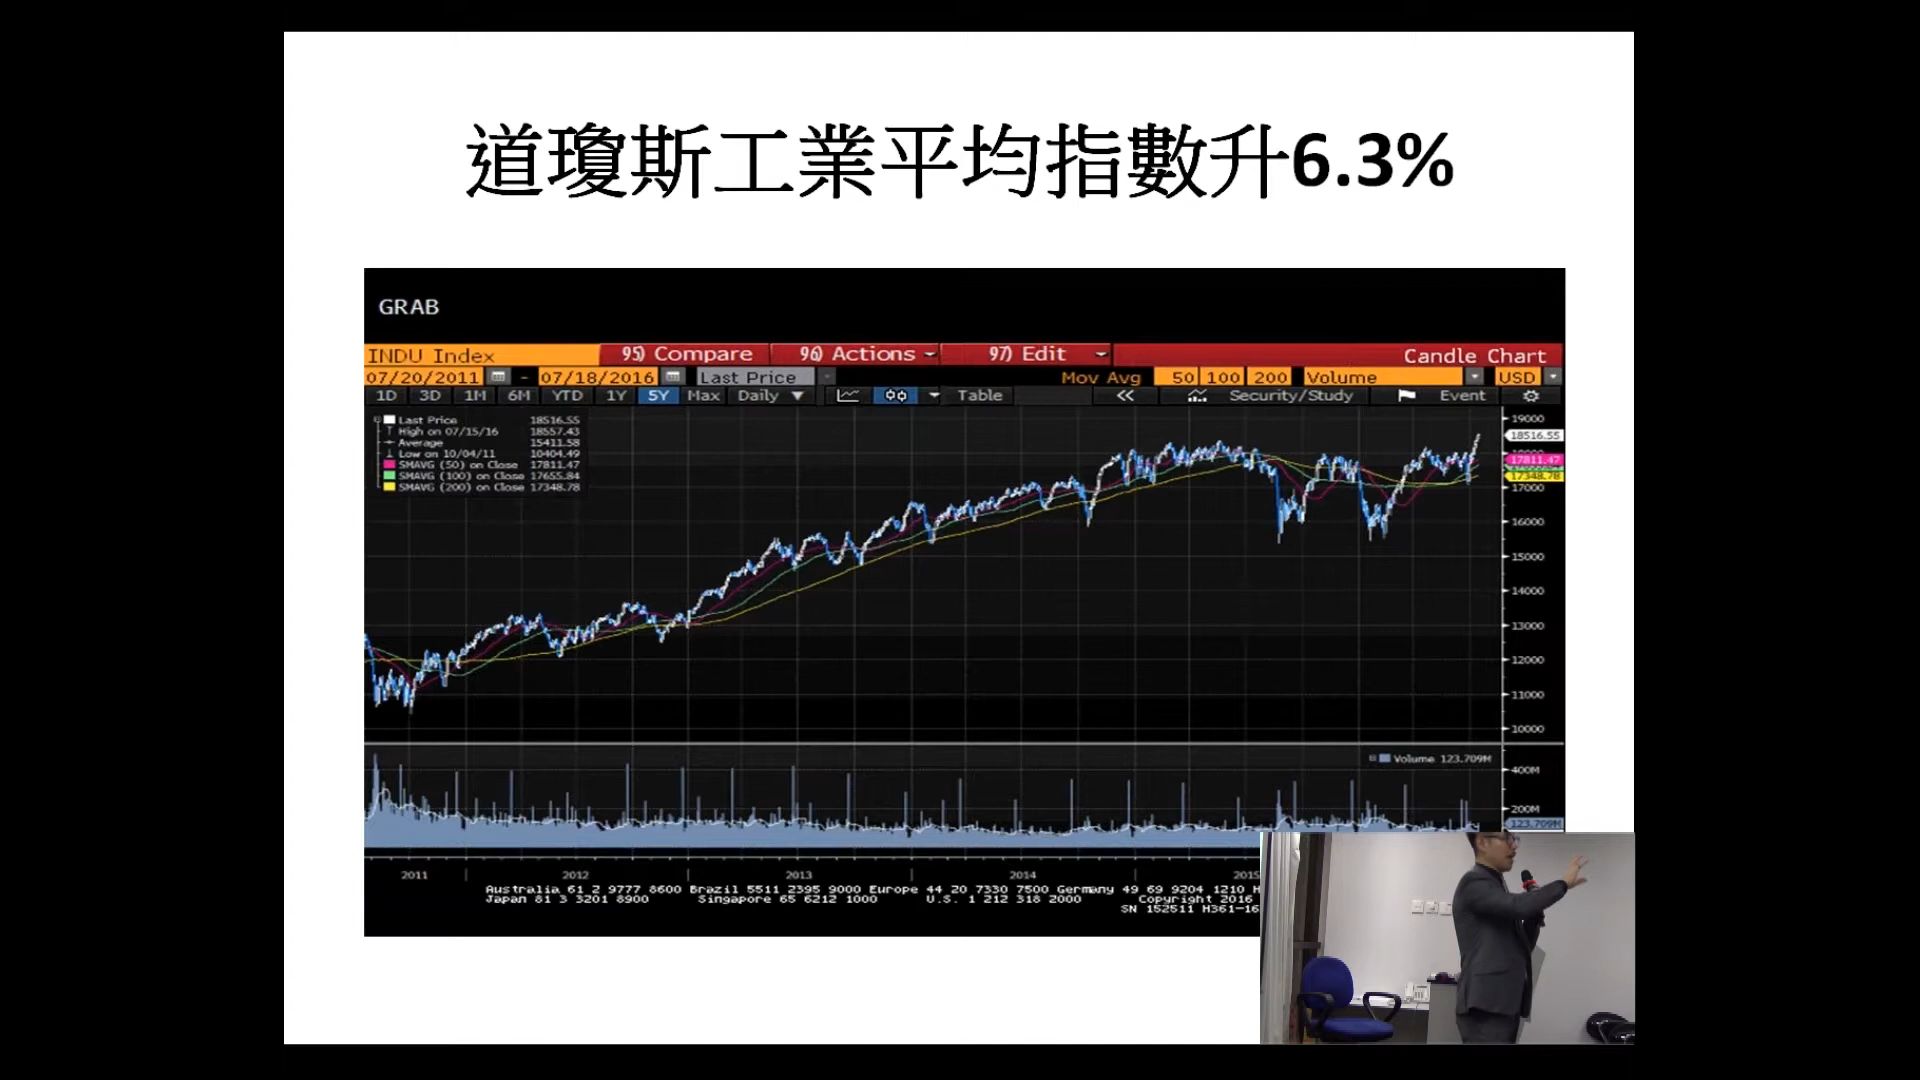 道瓊斯工業平均指數升6.3%
GRAB
INDU Index 95) Compare 96) Actions 97) Edit Candle Chart
07/20/2011 - 07/18/2016 Last Price Mov Avg 50 100 200 Volume USD
1D 3D 1M 6M YTD 1Y 5Y Max Daily Table Security/Study Event
Last Price 18516.55
High on 07/15/16 18557.43
Average 15411.58
Low on 10/04/11 10404.49
SMAVG (50) on Close 17811.47
SMAVG (100) on Close 17655.84
SMAVG (200) on Close 17348.78
19000
18516.55
17811.47
17348.78
17000
16000
15000
14000
13000
12000
11000
10000
Volume 123.709M
400M
200M
123.709M
2011 2012 2013 2014 2015
Australia 61 2 9777 8600 Brazil 5511 2395 9000 Europe 44 20 7330 7500 Germany 49 69 9204 1210 H
Japan 81 3 3201 8900 Singapore 65 6212 1000 U.S. 1 212 318 2000 Copyright 2016
SN 152511 H361-16